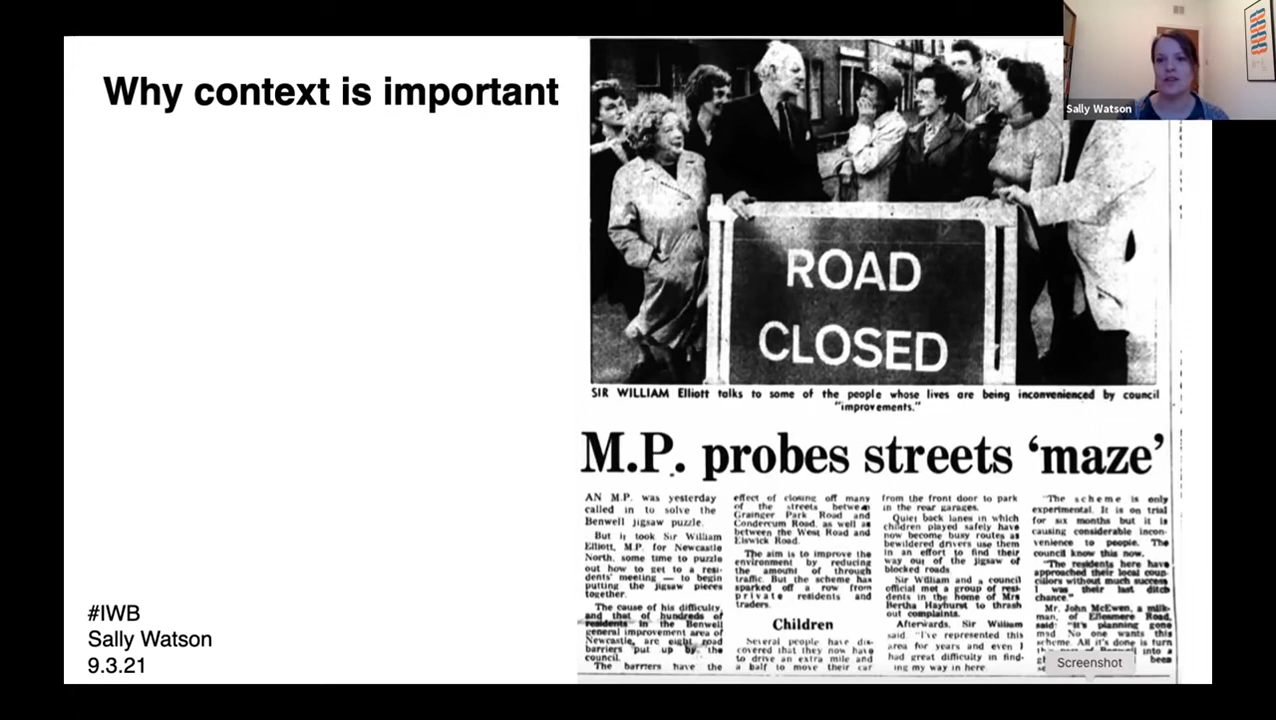 Why context is important
#IWB
Sally Watson
9.3.21
Sally Watson
ROAD
CLOSED
SIR WILLIAM Elliott talks to some of the people whose lives are being inconvenienced by council
"improvements."
M.P. probes streets 'maze'
AN M.P. was yesterday
called in to solve the
Benwell jigsaw puzzle.
But it took Sir William
Elliott, M.P. for Newcastle
North, some time to puzzle
out how to get to a resi-
dents' meeting — to begin
putting the jigsaw pieces
together.
The cause of his difficulty,
and that of hundreds of
residents in the Benwell
general improvement area of
Newcastle, are eight road
barriers put up by the
council.
The barriers have the
effect of closing off many
of the streets between
Grainger Park Road and
Condercum Road, as well as
between the West Road and
Elswick Road.
The aim is to improve the
environment by reducing
the amount of through
traffic. But the scheme has
sparked off a row from
private residents and
traders.
Children
Several people have dis-
covered that they now have
to drive an extra mile and
a half to move their car
from the front door to park
in the rear garages.
Quiet back lanes in which
children played safely have
now become busy routes as
bewildered drivers use them
in an effort to find their
way out of the jigsaw of
blocked roads
Sir William and a council
official met a group of resi-
dents in the home of Mrs
Bertha Hayhurst to thrash
out complaints.
Afterwards, Sir William
said "I've represented this
area for years and even I
had great difficulty in find-
ing my way in here.
"The scheme is only
experimental. It is on trial
for six months but it is
causing considerable incon-
venience to people. The
council know this now.
"The residents here have
approached their local coun-
cillors without much success
I was their last ditch
chance."
Mr. John McEwen, a milk-
man, of Ellesmere Road,
said: "It's planning gone
mad No one wants this
scheme. All it's done is turn
into a
been
Screenshot